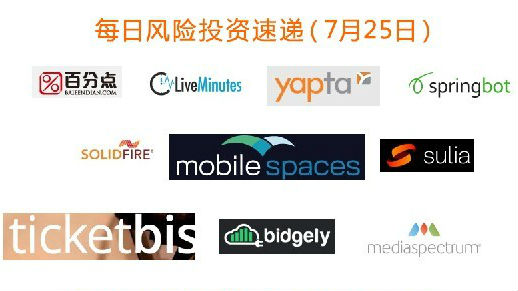 每日风险投资速递(7月25日)
百分点
BAIFENDIAN.COM
LiveMinutes
yapta
springbot
SOLIDFIRE
mobile spaces
sulia
ticketbis
bidgely
mediaspectrum